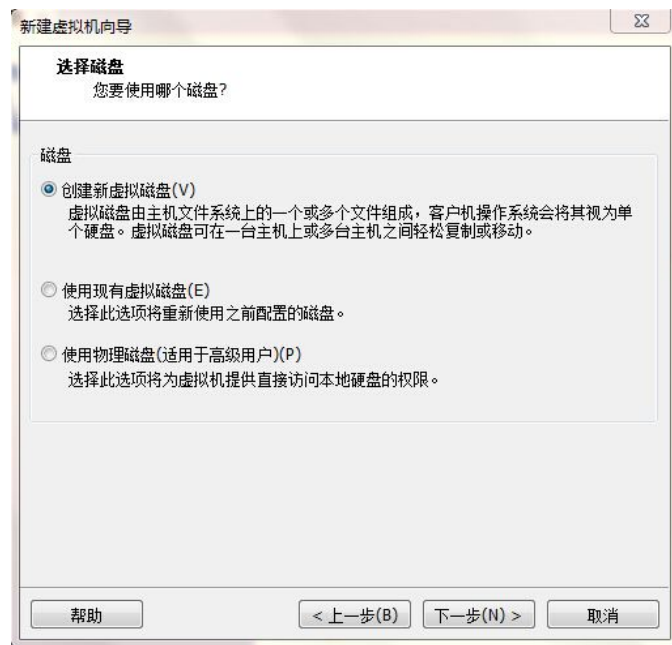 新建虚拟机向导
选择磁盘
您要使用哪个磁盘?
磁盘
创建新虚拟磁盘(V)
虚拟磁盘由主机文件系统上的一个或多个文件组成，客户机操作系统会将其视为单
个硬盘。虚拟磁盘可在一台主机上或多台主机之间轻松复制或移动。
使用现有虚拟磁盘(E)
选择此选项将重新使用之前配置的磁盘。
使用物理磁盘(适用于高级用户)(P)
选择此选项将为虚拟机提供直接访问本地硬盘的权限。
帮助 < 上一步(B) 下一步(N) > 取消